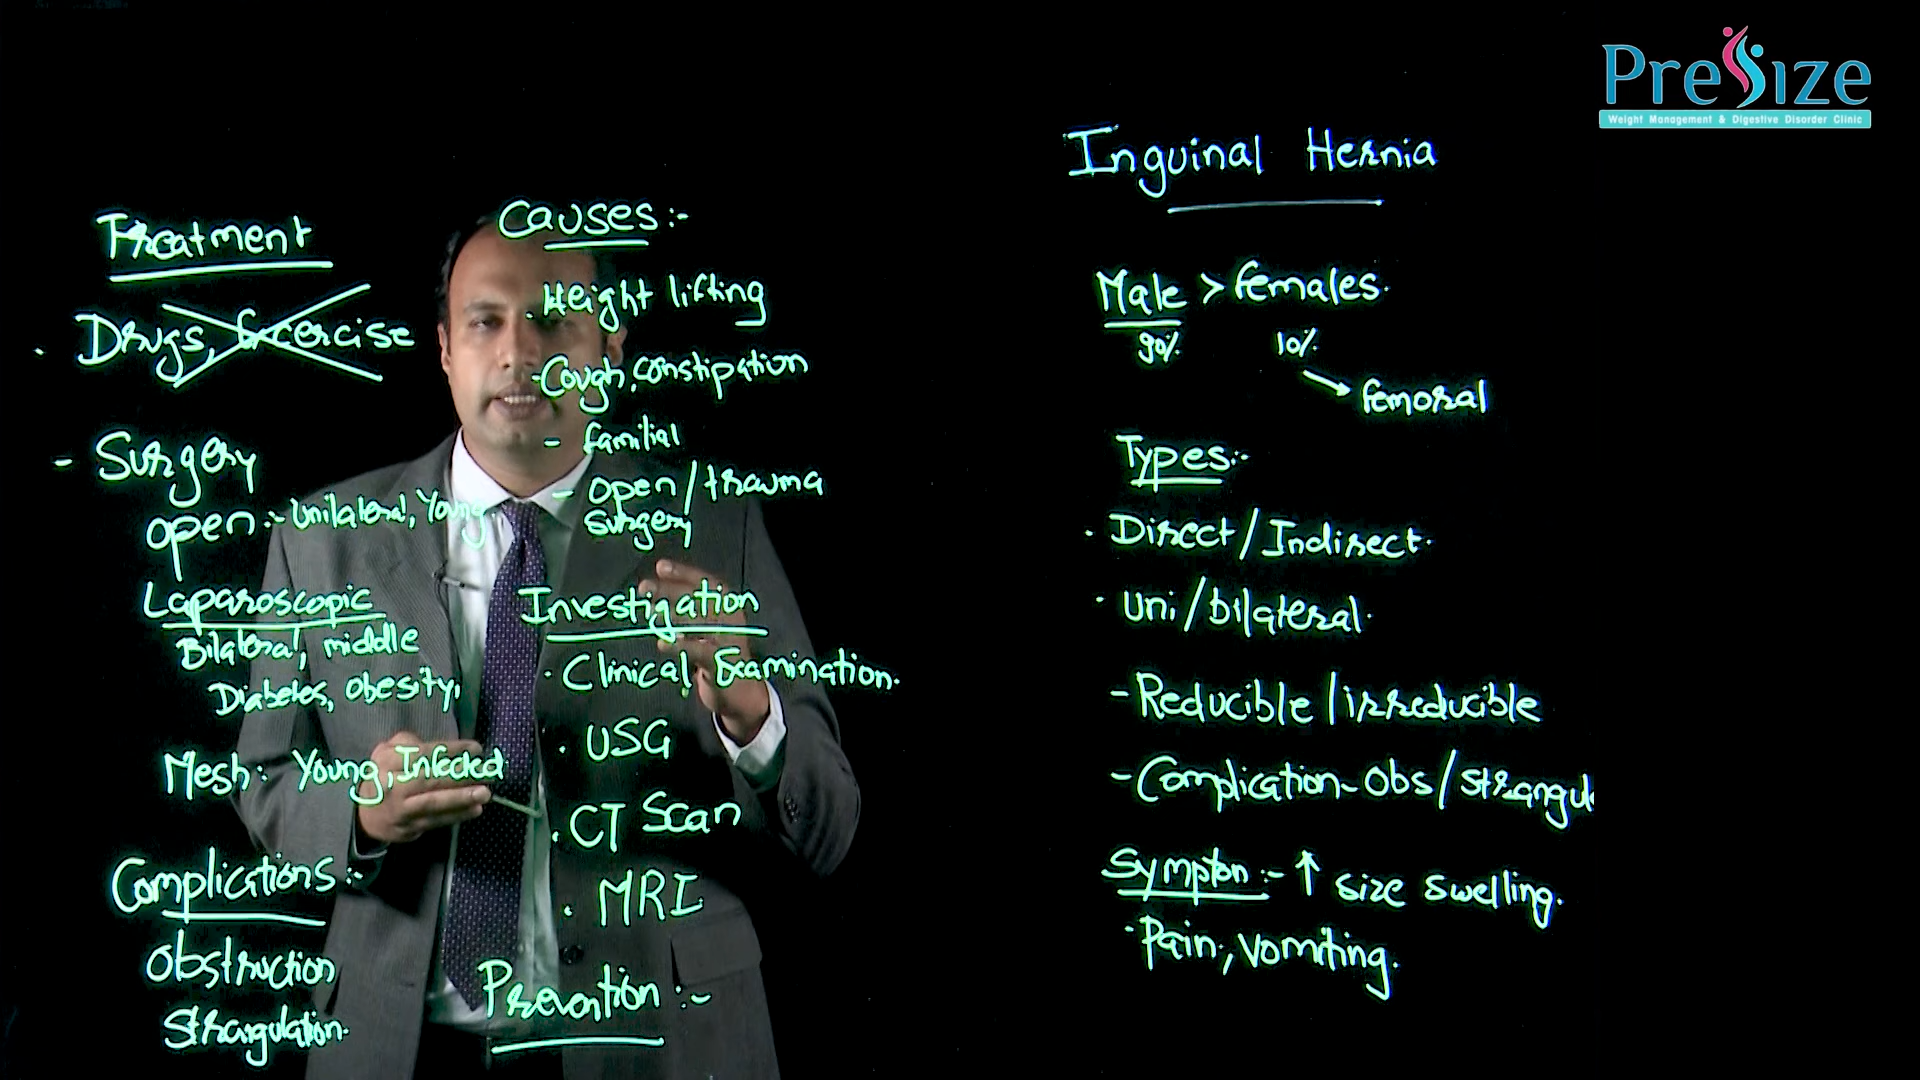 PreSize
Weight Management & Digestive Disorder Clinic
Inguinal Hernia
Male > females.
90% 10%
femoral
Types:-
. Direct / Indirect.
. Uni / bilateral.
- Reducible / irreducible
- Complication - Obs / strangul
Sympton :- ↑ size swelling.
. Pain, vomiting.
Causes :-
. Height lifting
- Cough, constipation
- familial
- open / trauma
surgery
Investigation
. Clinical Examination.
. USG
. CT Scan
. MRI
Prevention :-
Treatment
. Drugs, Excercise
- Surgery
open :- Unilateral, Young
Laparoscopic
Bilateral, middle
Diabetes, obesity,
Mesh : Young, Infected
Complications :-
Obstruction
Strangulation.